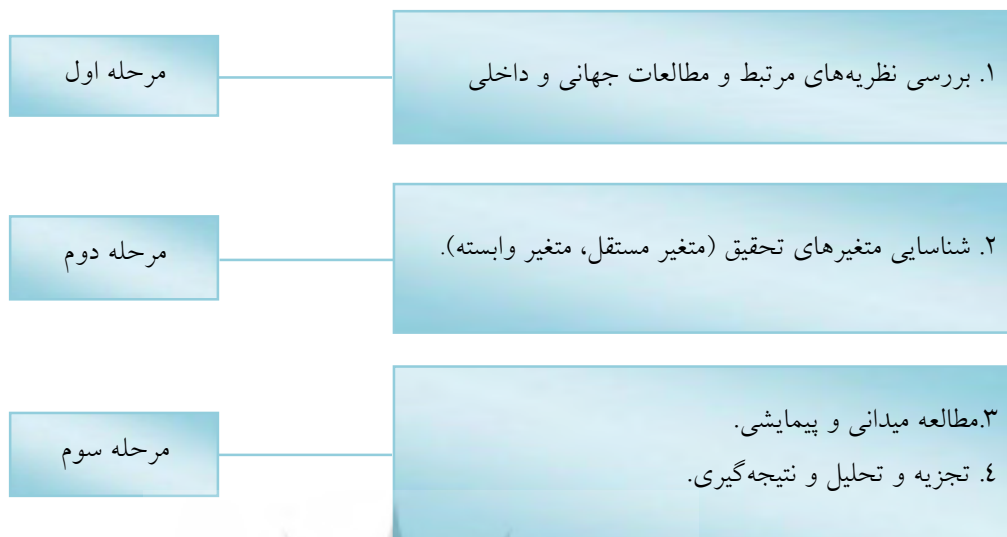 مرحله اول
۱. بررسی نظریه‌های مرتبط و مطالعات جهانی و داخلی
مرحله دوم
۲. شناسایی متغیرهای تحقیق (متغیر مستقل، متغیر وابسته).
مرحله سوم
۳.مطالعه میدانی و پیمایشی.
٤. تجزیه و تحلیل و نتیجه‌گیری.